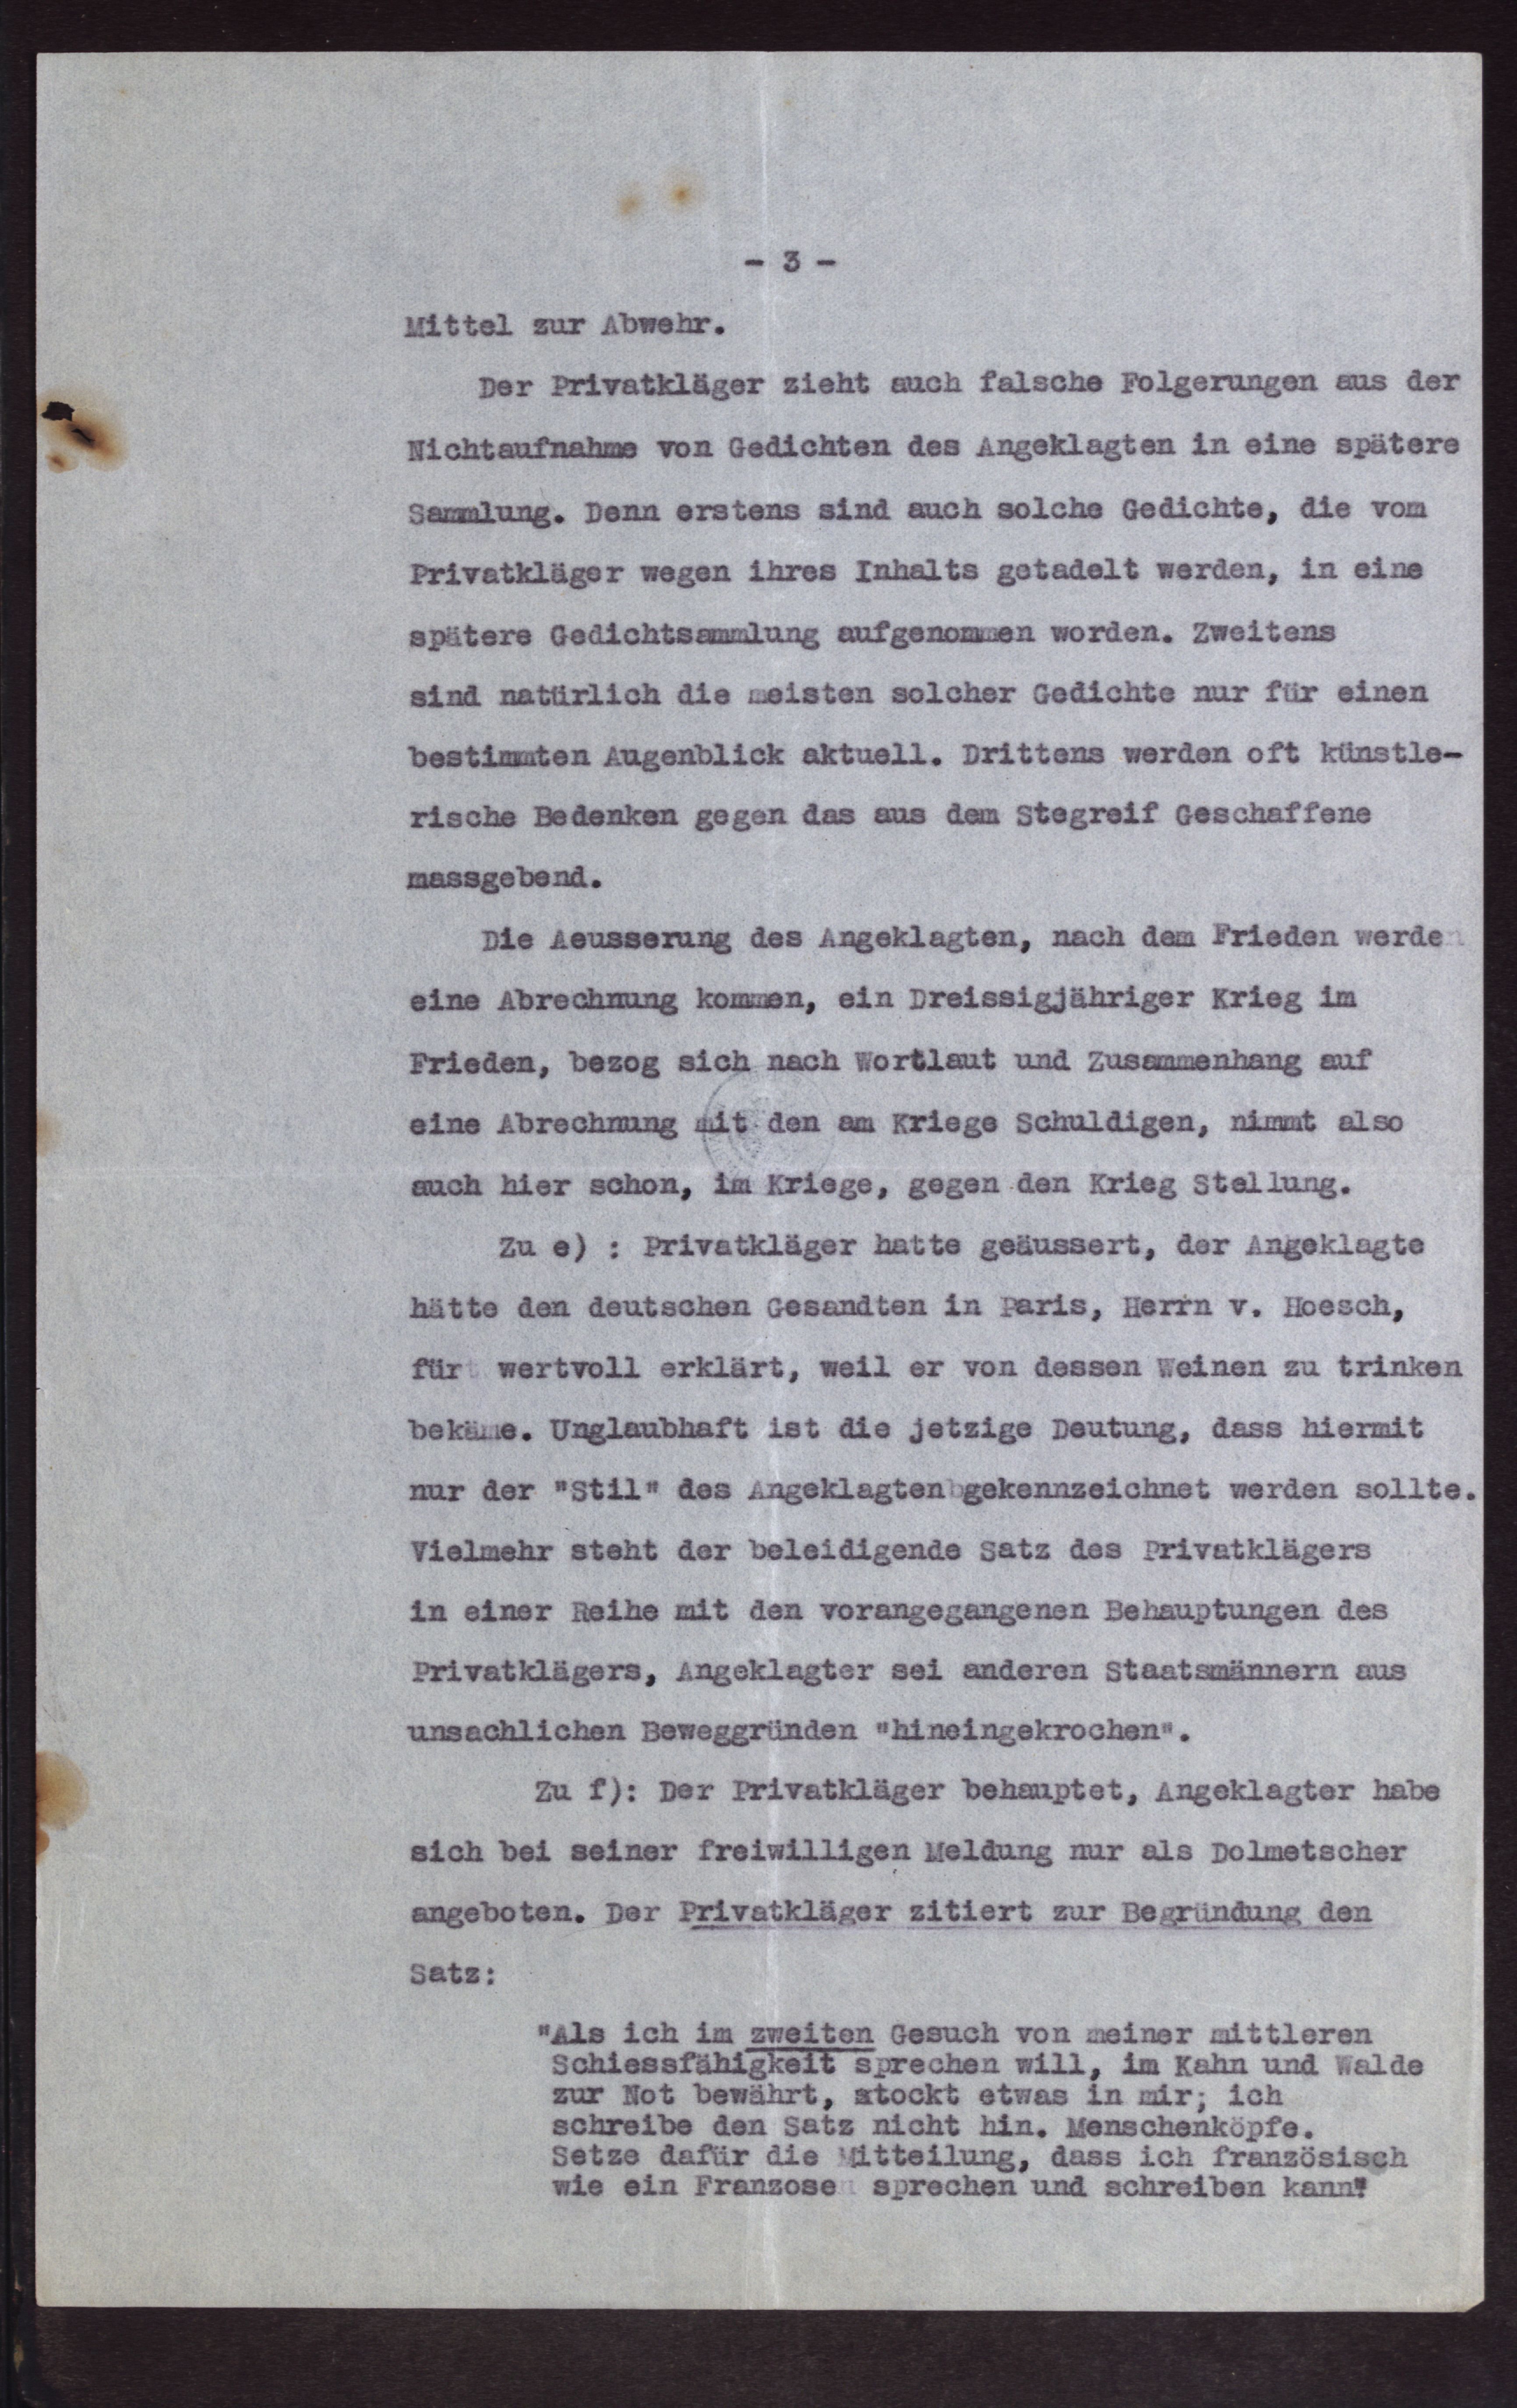 - 3 -
Mittel zur Abwehr.
Der Privatkläger zieht auch falsche Folgerungen aus der
Nichtaufnahme von Gedichten des Angeklagten in eine spätere
Sammlung. Denn erstens sind auch solche Gedichte, die vom
Privatkläger wegen ihres Inhalts getadelt werden, in eine
spätere Gedichtsammlung aufgenommen worden. Zweitens
sind natürlich die meisten solcher Gedichte nur für einen
bestimmten Augenblick aktuell. Drittens werden oft künstle-
rische Bedenken gegen das aus dem Stegreif Geschaffene
massgebend.
Die Aeusserung des Angeklagten, nach dem Frieden werde
eine Abrechnung kommen, ein Dreissigjähriger Krieg im
Frieden, bezog sich nach Wortlaut und Zusammenhang auf
eine Abrechnung mit den am Kriege Schuldigen, nimmt also
auch hier schon, im Kriege, gegen den Krieg Stellung.
Zu e) : Privatkläger hatte geäussert, der Angeklagte
hätte den deutschen Gesandten in Paris, Herrn v. Hoesch,
für wertvoll erklärt, weil er von dessen Weinen zu trinken
bekäme. Unglaubhaft ist die jetzige Deutung, dass hiermit
nur der "Stil" des Angeklagten gekennzeichnet werden sollte.
Vielmehr steht der beleidigende Satz des Privatklägers
in einer Reihe mit den vorangegangenen Behauptungen des
Privatklägers, Angeklagter sei anderen Staatsmännern aus
unsachlichen Beweggründen "hineingekrochen".
Zu f): Der Privatkläger behauptet, Angeklagter habe
sich bei seiner freiwilligen Meldung nur als Dolmetscher
angeboten. Der Privatkläger zitiert zur Begründung den
Satz:
"Als ich im zweiten Gesuch von meiner mittleren
Schiessfähigkeit sprechen will, im Kahn und Walde
zur Not bewährt, stockt etwas in mir; ich
schreibe den Satz nicht hin. Menschenköpfe.
Setze dafür die Mitteilung, dass ich französisch
wie ein Franzose sprechen und schreiben kann"